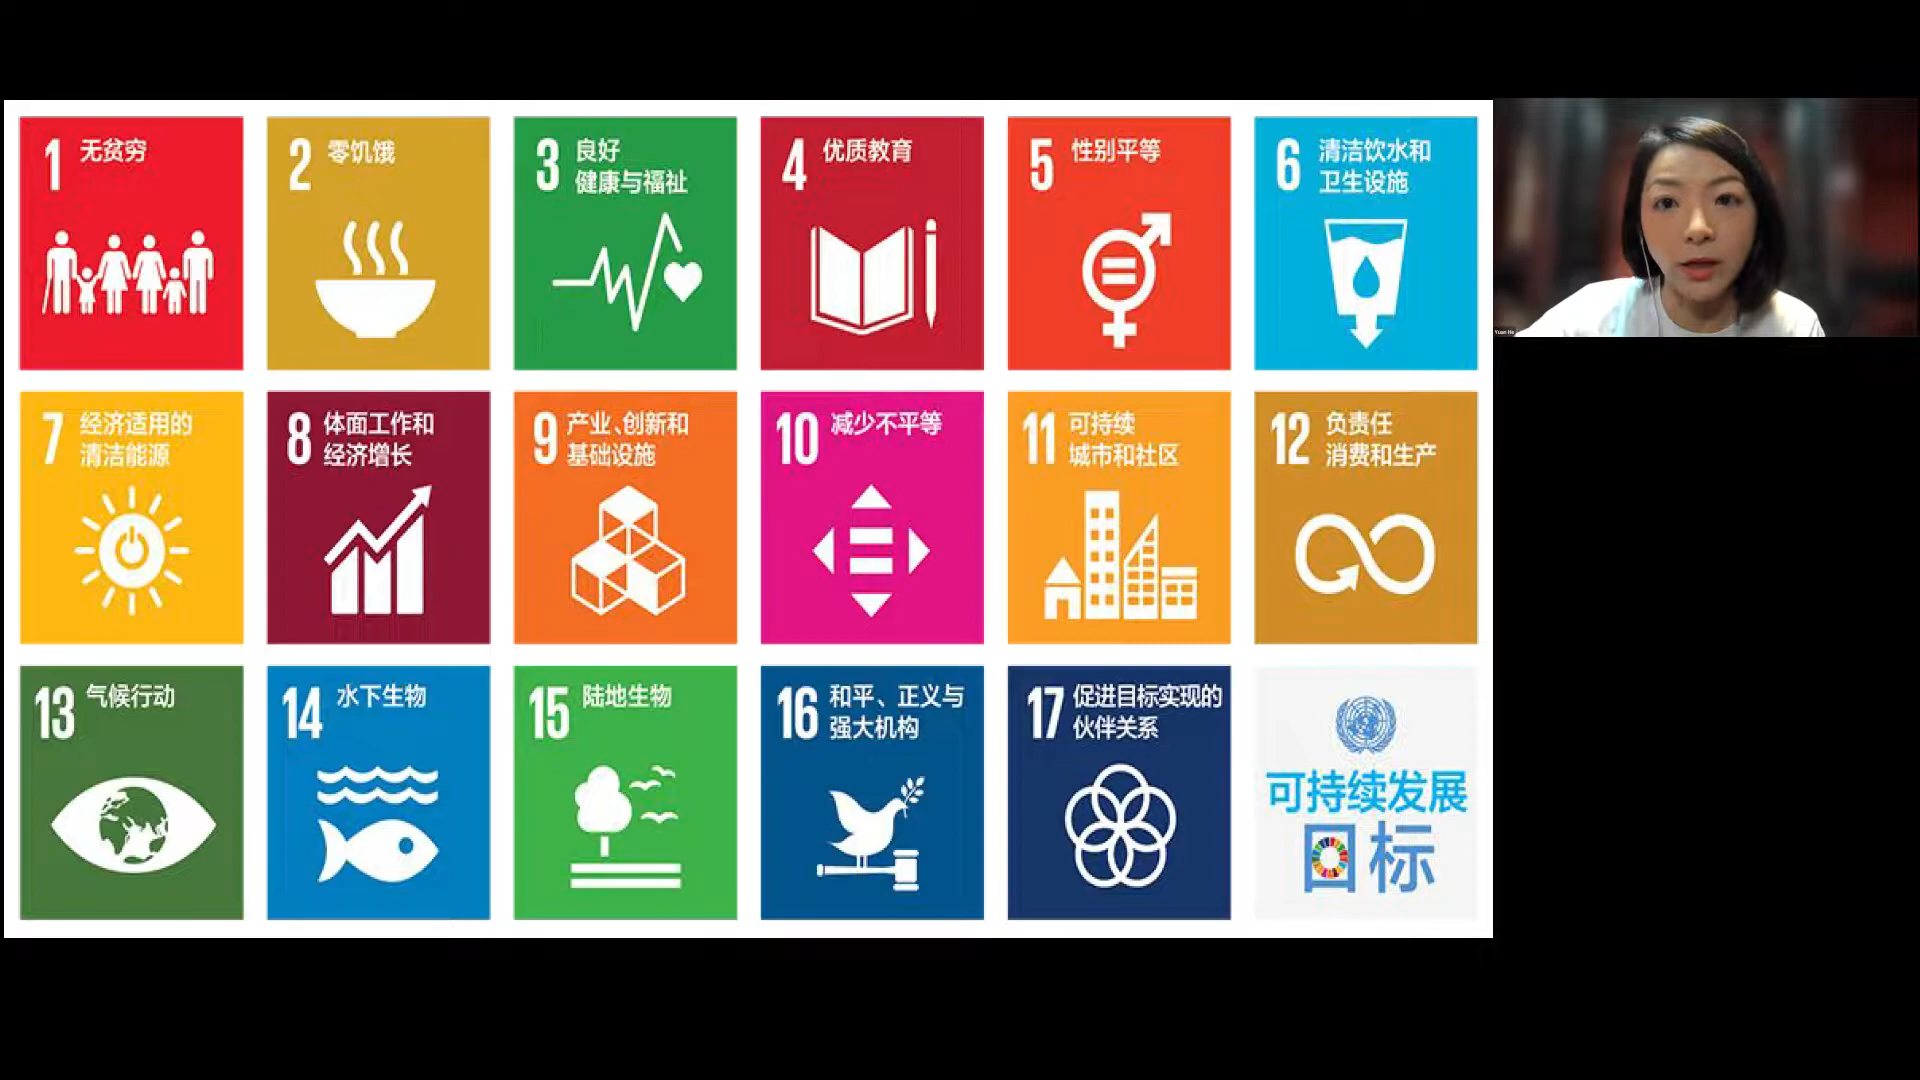 1 无贫穷
2 零饥饿
3 良好
健康与福祉
4 优质教育
5 性别平等
6 清洁饮水和
卫生设施
7 经济适用的
清洁能源
8 体面工作和
经济增长
9 产业、创新和
基础设施
10 减少不平等
11 可持续
城市和社区
12 负责任
消费和生产
13 气候行动
14 水下生物
15 陆地生物
16 和平、正义与
强大机构
17 促进目标实现的
伙伴关系
可持续发展
目标
Yuan He